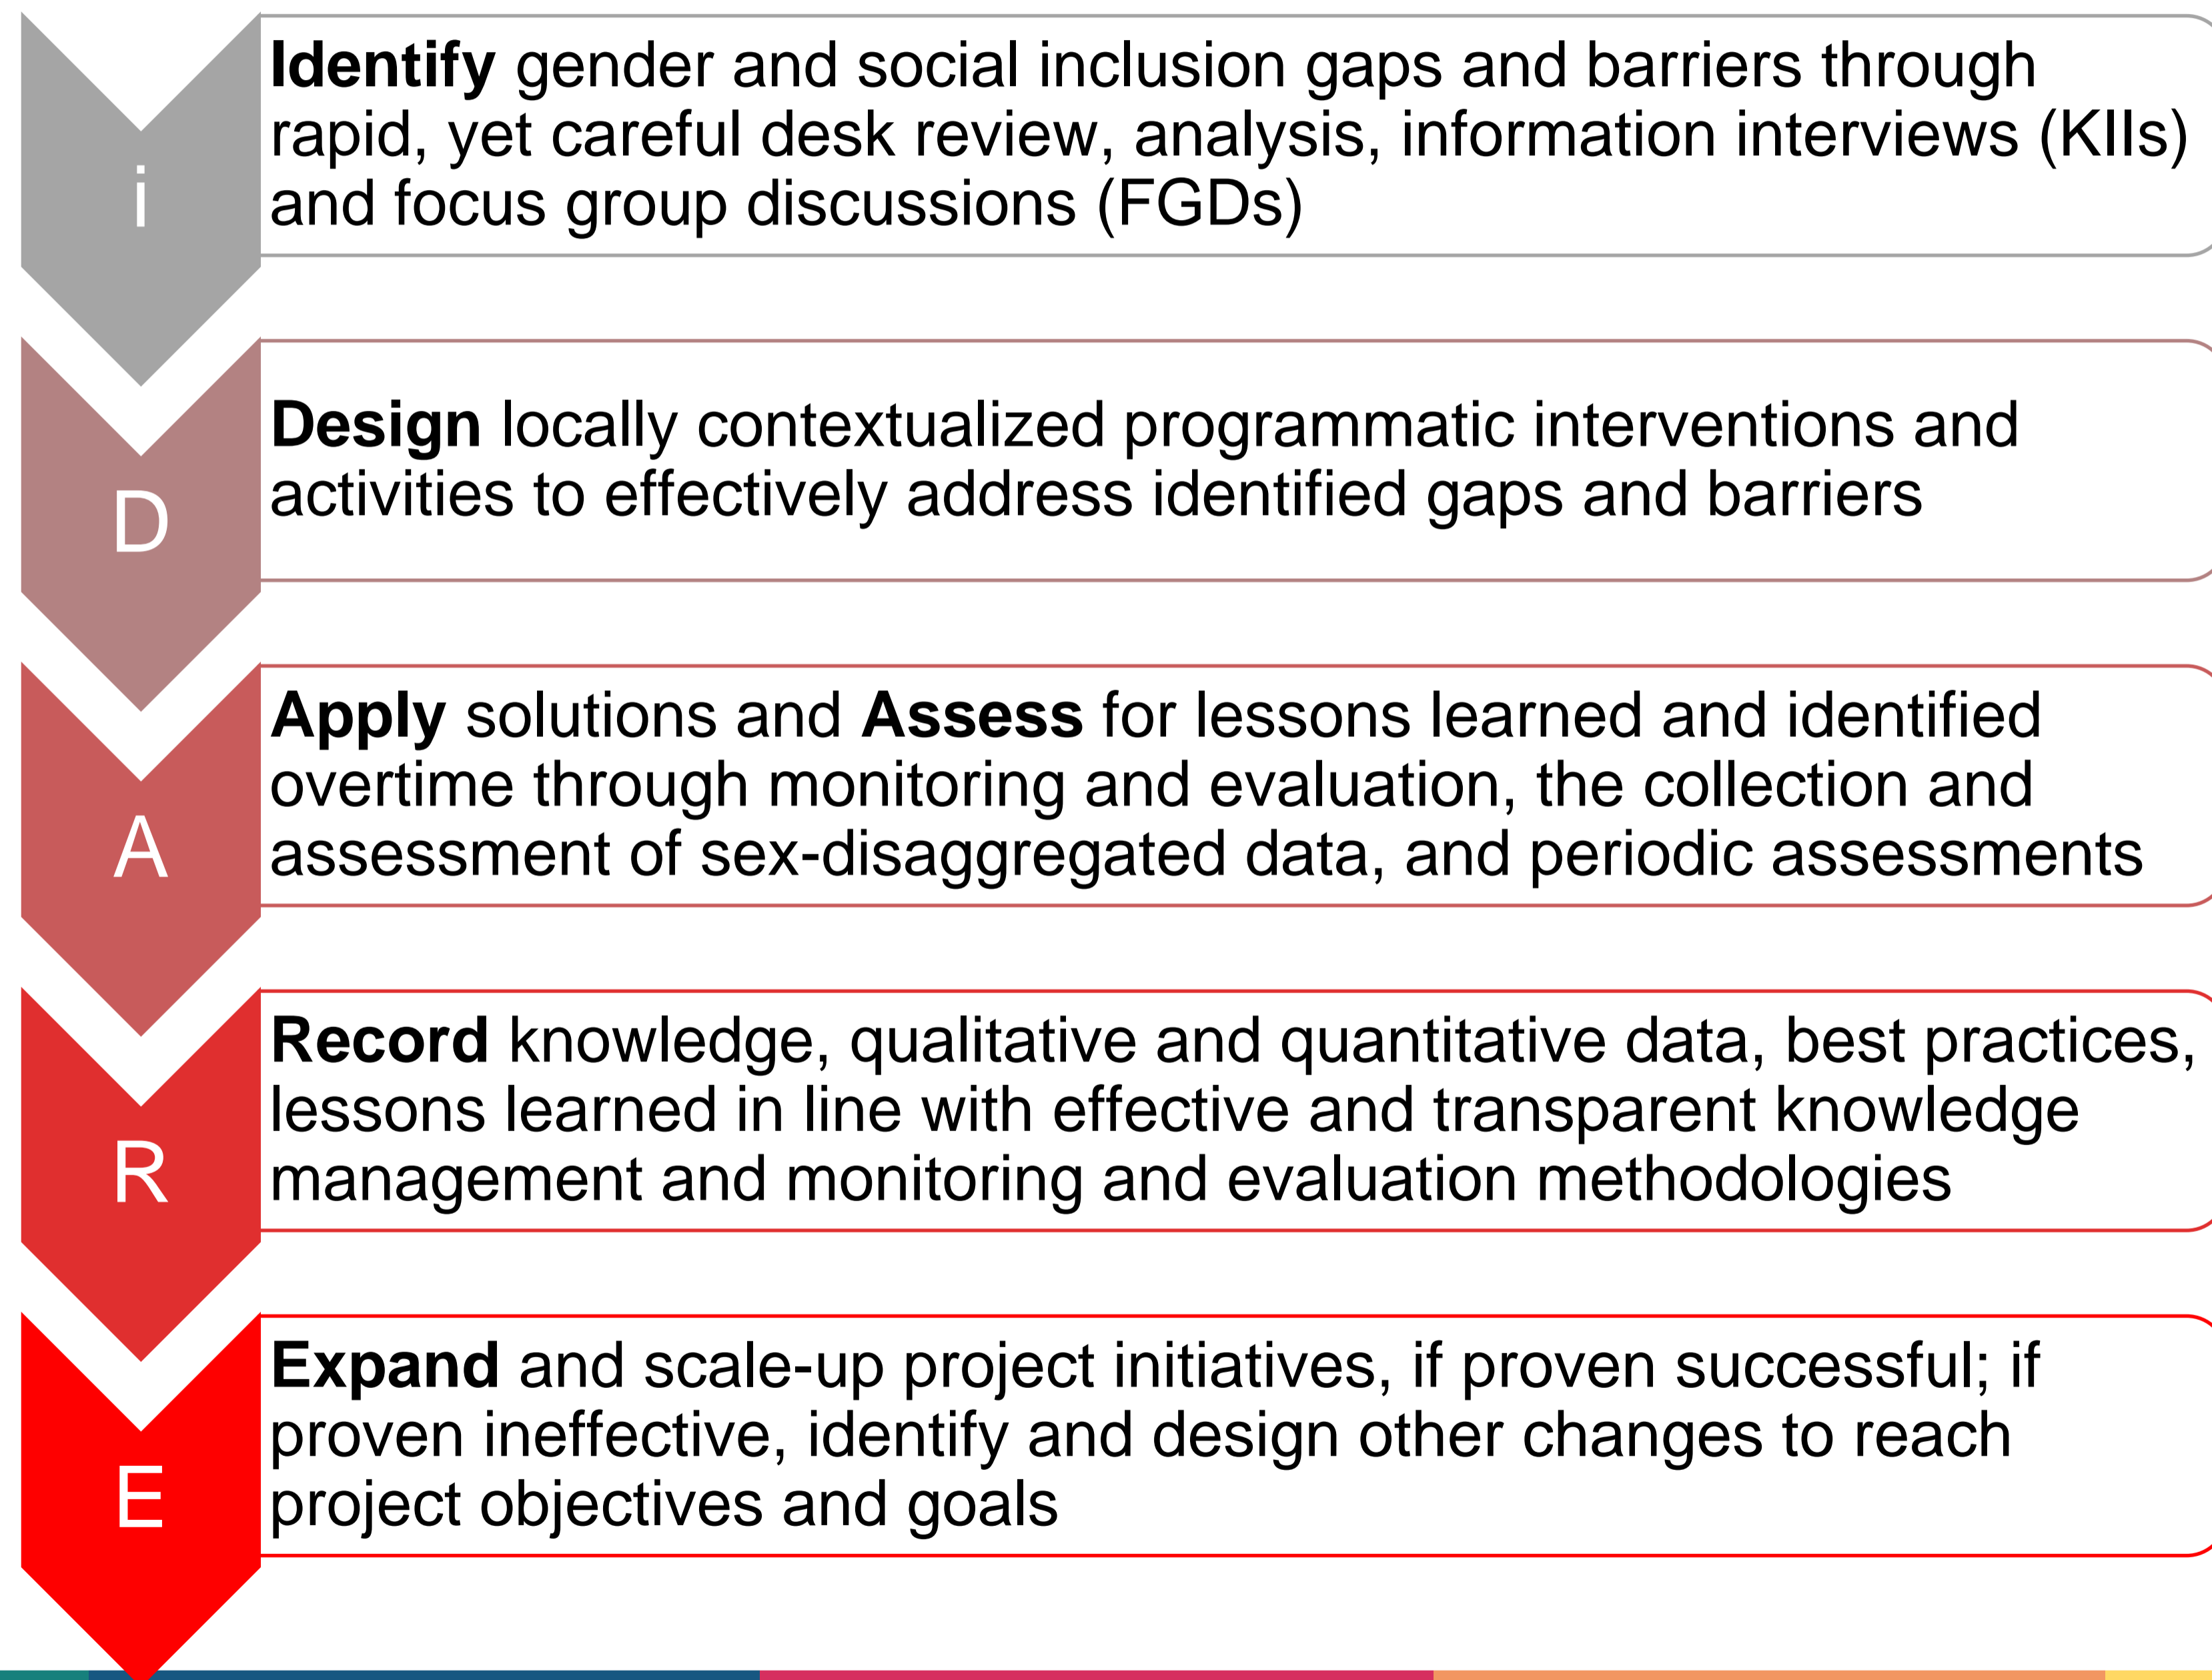 i
Identify gender and social inclusion gaps and barriers through
rapid, yet careful desk review, analysis, information interviews (KIIs)
and focus group discussions (FGDs)
D
Design locally contextualized programmatic interventions and
activities to effectively address identified gaps and barriers
A
Apply solutions and Assess for lessons learned and identified
overtime through monitoring and evaluation, the collection and
assessment of sex-disaggregated data, and periodic assessments
R
Record knowledge, qualitative and quantitative data, best practices,
lessons learned in line with effective and transparent knowledge
management and monitoring and evaluation methodologies
E
Expand and scale-up project initiatives, if proven successful; if
proven ineffective, identify and design other changes to reach
project objectives and goals